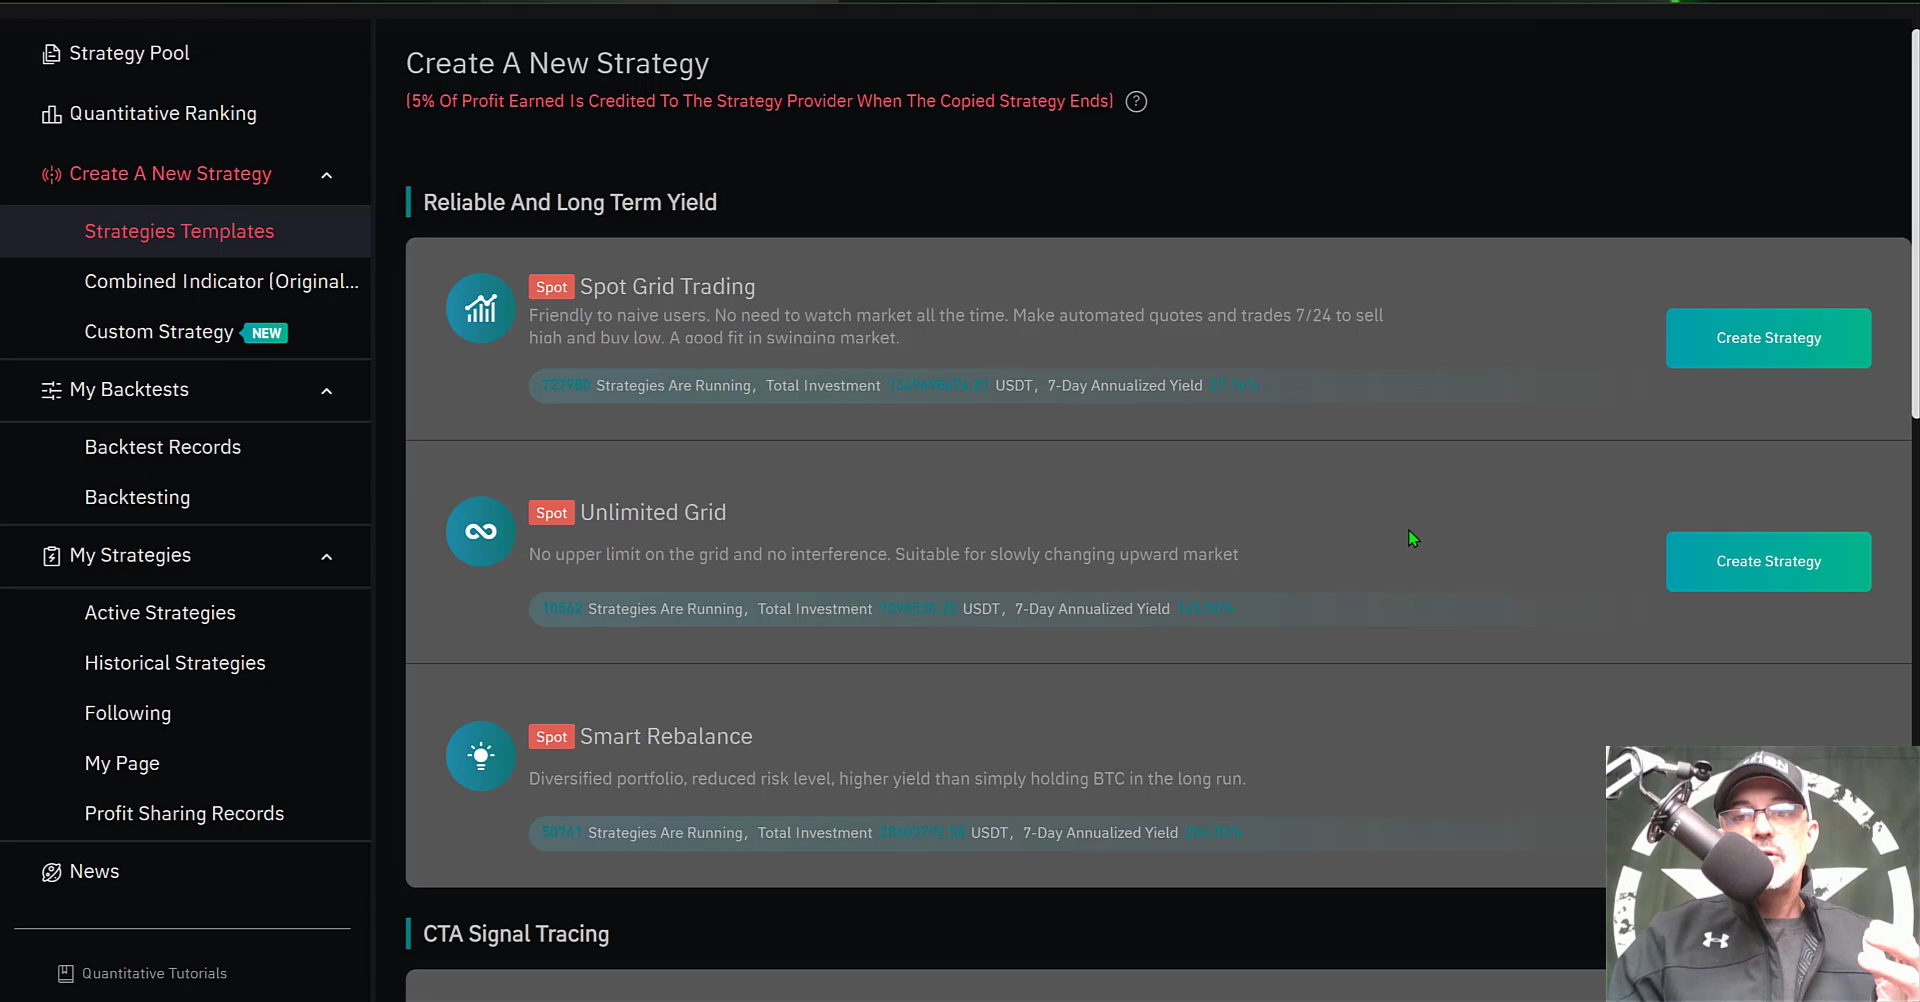 Strategy Pool
Quantitative Ranking
Create A New Strategy
Strategies Templates
Combined Indicator (Original...
Custom Strategy NEW
My Backtests
Backtest Records
Backtesting
My Strategies
Active Strategies
Historical Strategies
Following
My Page
Profit Sharing Records
News
Quantitative Tutorials
Create A New Strategy
(5% Of Profit Earned Is Credited To The Strategy Provider When The Copied Strategy Ends) ?
Reliable And Long Term Yield
Spot Spot Grid Trading
Friendly to naive users. No need to watch market all the time. Make automated quotes and trades 7/24 to sell
high and buy low. A good fit in swinging market.
727980 Strategies Are Running, Total Investment USDT, 7-Day Annualized Yield
Create Strategy
Spot Unlimited Grid
No upper limit on the grid and no interference. Suitable for slowly changing upward market
10562 Strategies Are Running, Total Investment USDT, 7-Day Annualized Yield
Create Strategy
Spot Smart Rebalance
Diversified portfolio, reduced risk level, higher yield than simply holding BTC in the long run.
50761 Strategies Are Running, Total Investment USDT, 7-Day Annualized Yield
CTA Signal Tracing